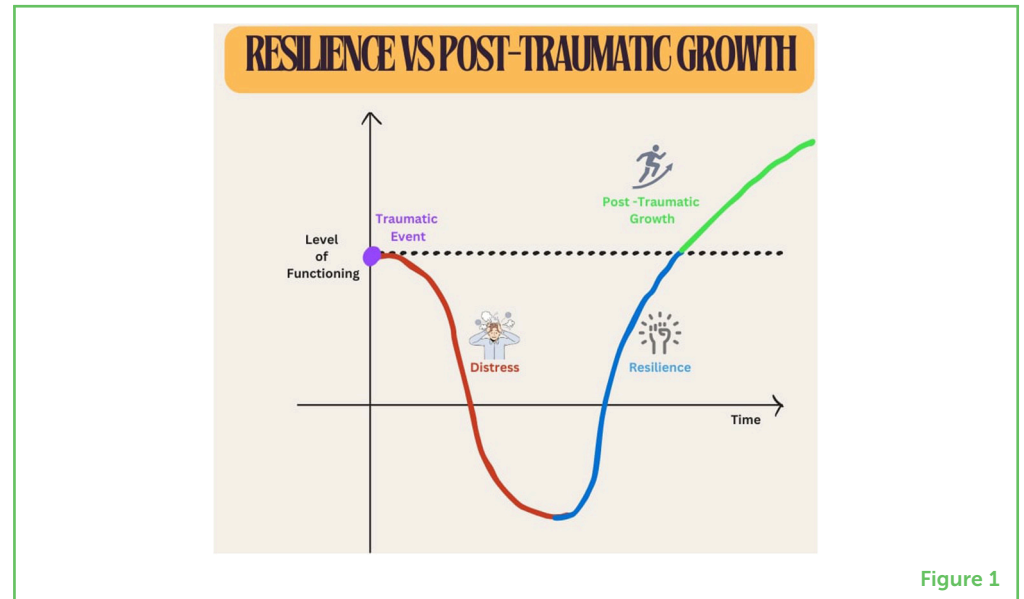 RESILIENCE VS POST-TRAUMATIC GROWTH
Post -Traumatic
Growth
Traumatic
Event
Level
of
Functioning
Distress
Resilience
Time
Figure 1